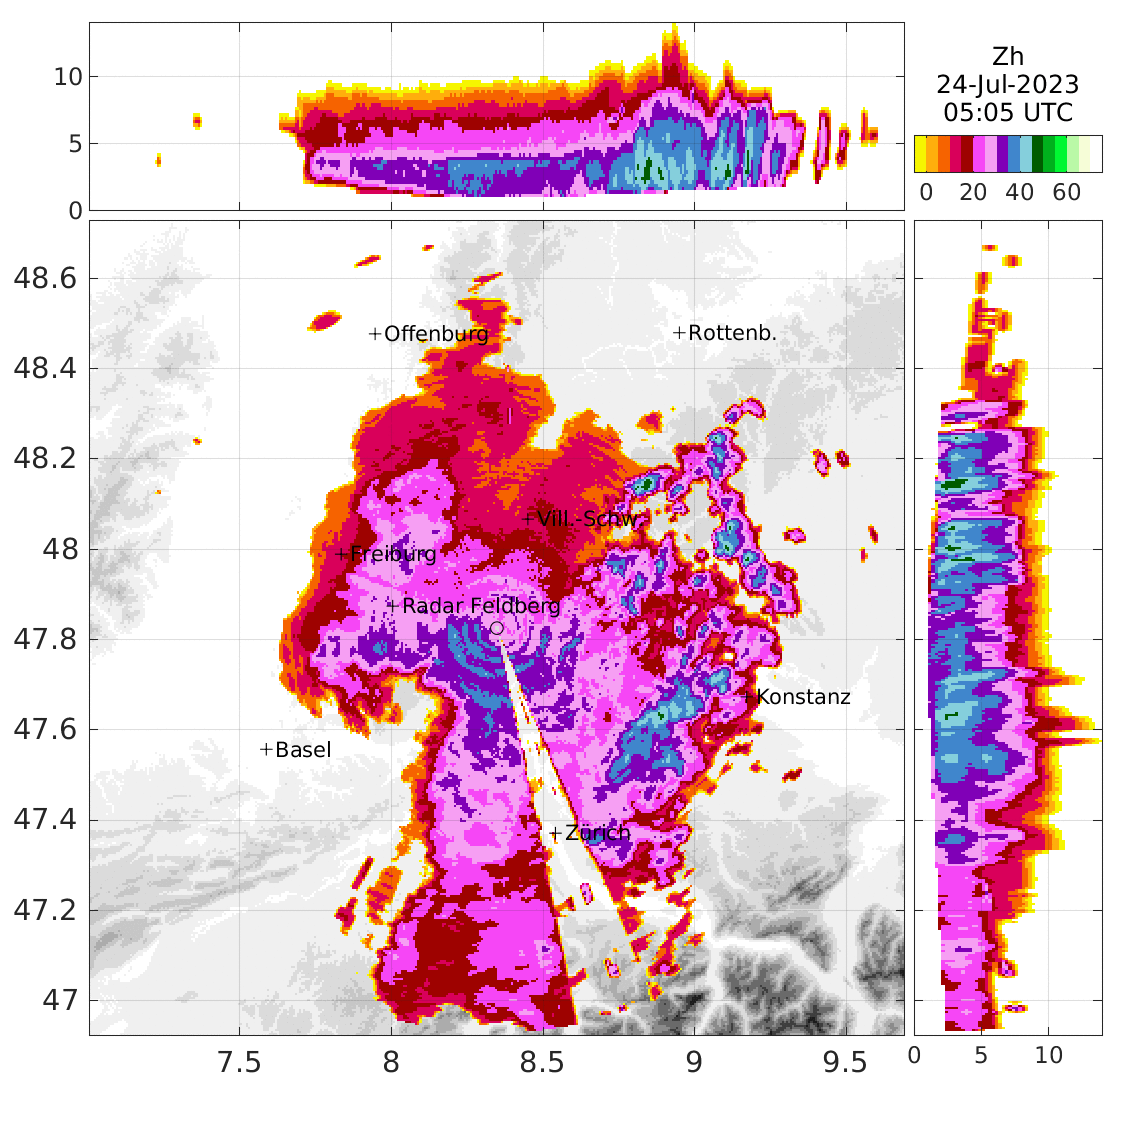 10
5
0
Zh
24-Jul-2023
05:05 UTC
0 20 40 60
48.6
48.4
48.2
48
47.8
47.6
47.4
47.2
47
+Offenburg
+Rottenb.
+Vill.-Schw.
+Freiburg
+Radar Feldberg
+Konstanz
+Basel
+Zürich
7.5 8 8.5 9 9.5
0 5 10